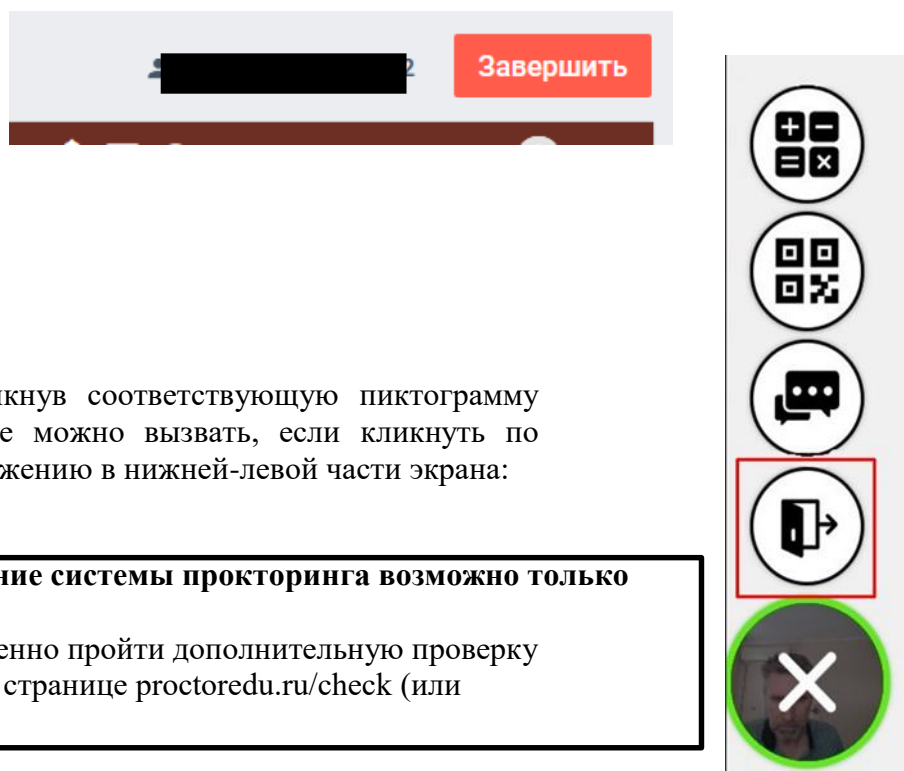 2
Завершить
кнув соответствующую пиктограмму
е можно вызвать, если кликнуть по
жению в нижней-левой части экрана:
ние системы прокторинга возможно только
енно пройти дополнительную проверку
странице proctoredu.ru/check (или